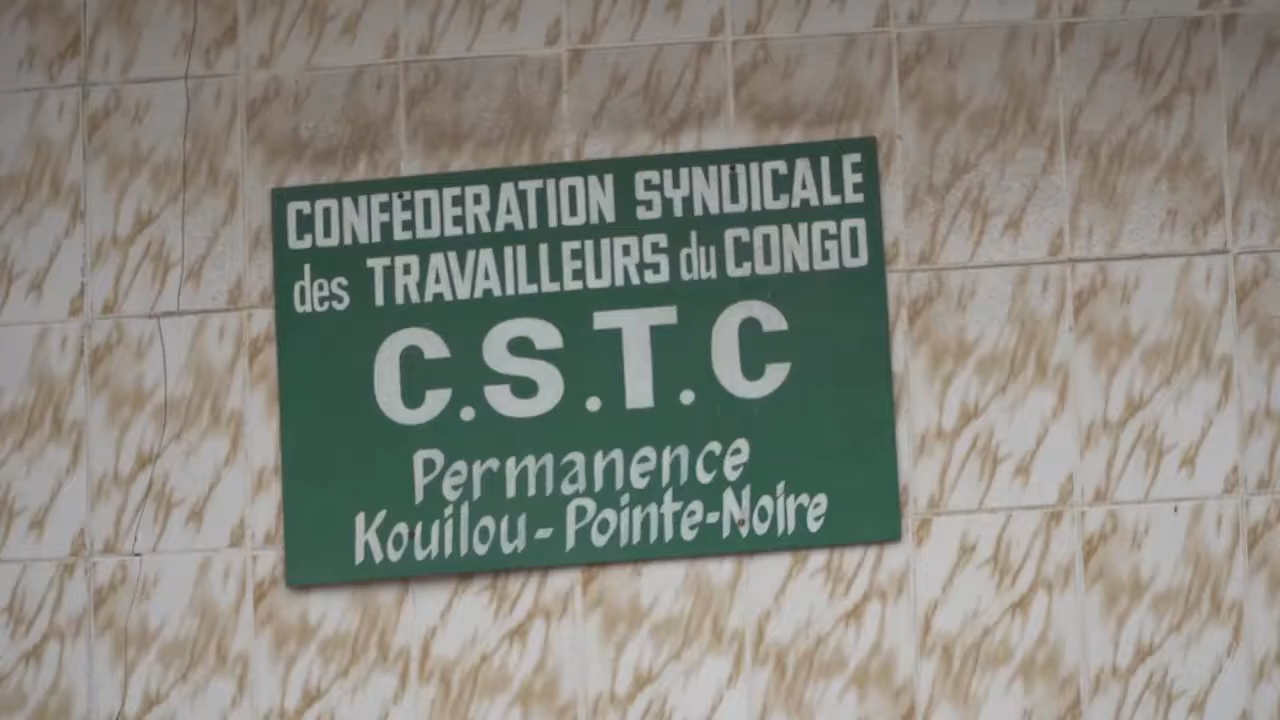 CONFÉDERATION SYNDICALE
des TRAVAILLEURS du CONGO
C.S.T.C
Permanence
Kouilou-Pointe-Noire